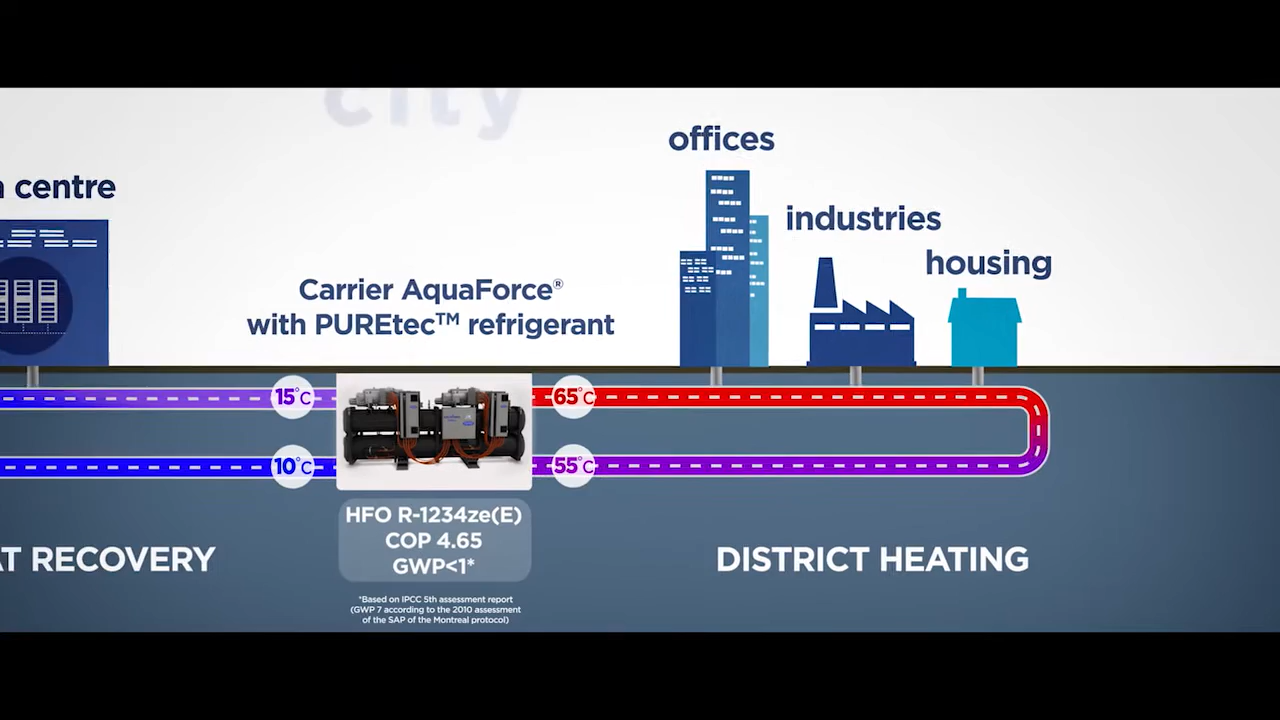 city
offices
centre
industries
housing
Carrier AquaForce®
with PUREtec™ refrigerant
15°C
65°C
10°C
55°C
HFO R-1234ze(E)
COP 4.65
GWP<1*
RECOVERY
DISTRICT HEATING
*Based on IPCC 5th assessment report
(GWP 7 according to the 2010 assessment
of the SAP of the Montreal protocol)